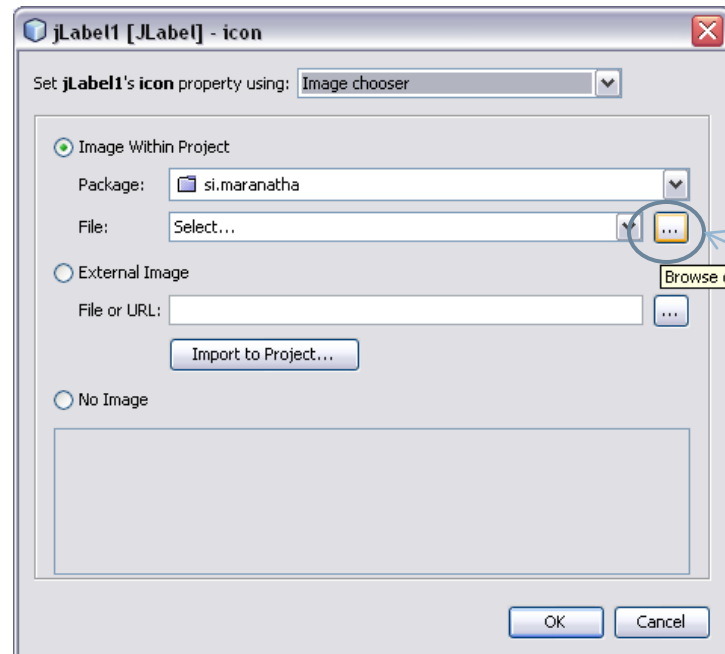 jLabel1 [JLabel] - icon
Set jLabel1's icon property using: Image chooser
Image Within Project
Package: si.maranatha
File: Select... ...
External Image
Browse
File or URL: ...
Import to Project...
No Image
OK Cancel